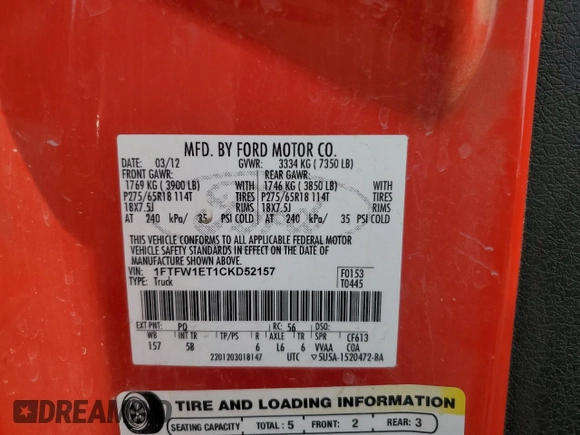 MFD. BY FORD MOTOR CO.
DATE: 03/12 GVWR: 3334 KG ( 7350 LB)
FRONT GAWR: REAR GAWR:
1769 KG ( 3900 LB) WITH 1746 KG ( 3850 LB) WITH
P275/65R18 114T TIRES P275/65R18 114T TIRES
18X7.5J RIMS 18X7.5J RIMS
AT 240 kPa/ 35 PSI COLD AT 240 kPa/ 35 PSI COLD
THIS VEHICLE CONFORMS TO ALL APPLICABLE FEDERAL MOTOR
VEHICLE SAFETY STANDARDS IN EFFECT ON THE DATE OF
MANUFACTURE SHOWN ABOVE.
VIN: 1FTFW1ET1CKD52157 F0153
TYPE: Truck T0445
EXT PNT: PQ RC: 56 DSO:
WB INT TR TP/PS R AXLE TR SPR CF613
157 5B 6 L6 6 VVAA COA
2201203018147 UTC ▽5U5A-1520472-BA
TIRE AND LOADING INFORMATION
SEATING CAPACITY TOTAL: 5 FRONT: 2 REAR: 3